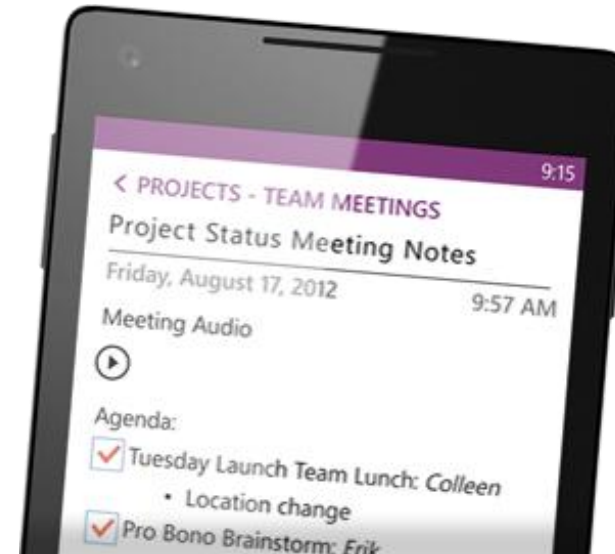 9:15
< PROJECTS - TEAM MEETINGS
Project Status Meeting Notes
Friday, August 17, 2012 9:57 AM
Meeting Audio
Agenda:
Tuesday Launch Team Lunch: Colleen
• Location change
Pro Bono Brainstorm: Erik